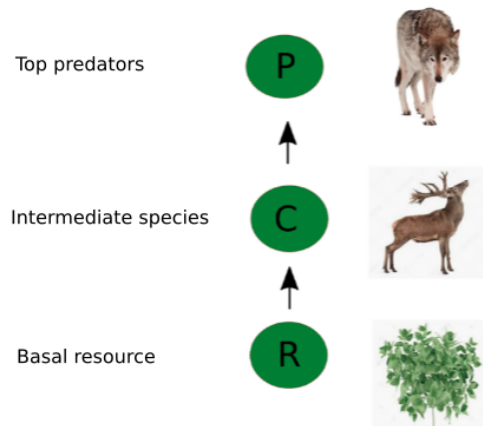 Top predators
P
Intermediate species
C
Basal resource
R